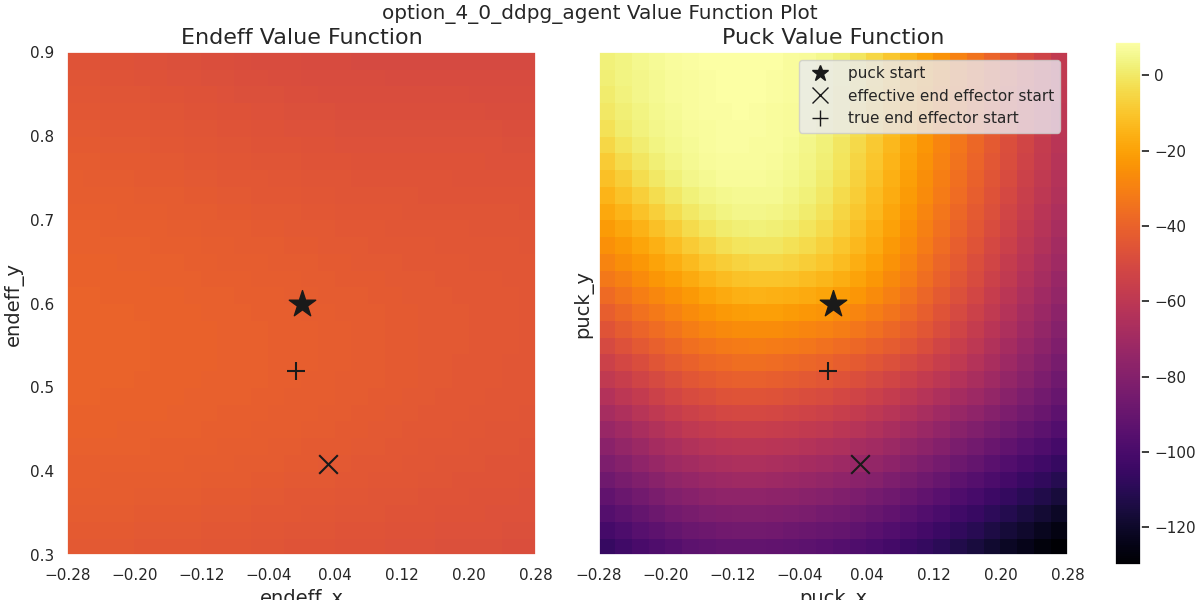 option_4_0_ddpg_agent Value Function Plot
Endeff Value Function
Puck Value Function
puck start
effective end effector start
true end effector start
0.9
0.8
0.7
0.6
0.5
0.4
0.3
endeff_y
−0.28 −0.20 −0.12 −0.04 0.04 0.12 0.20 0.28
endeff_x
puck_y
−0.28 −0.20 −0.12 −0.04 0.04 0.12 0.20 0.28
puck_x
0
−20
−40
−60
−80
−100
−120